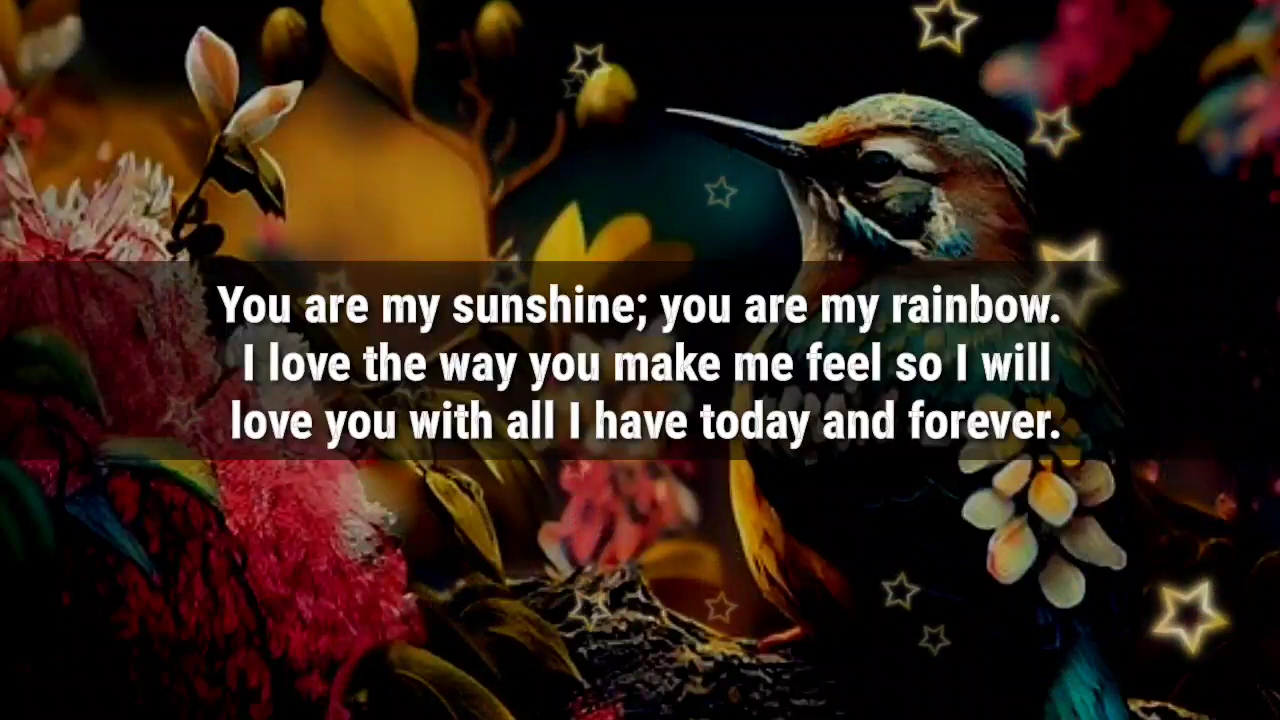 You are my sunshine; you are my rainbow.
I love the way you make me feel so I will
love you with all I have today and forever.